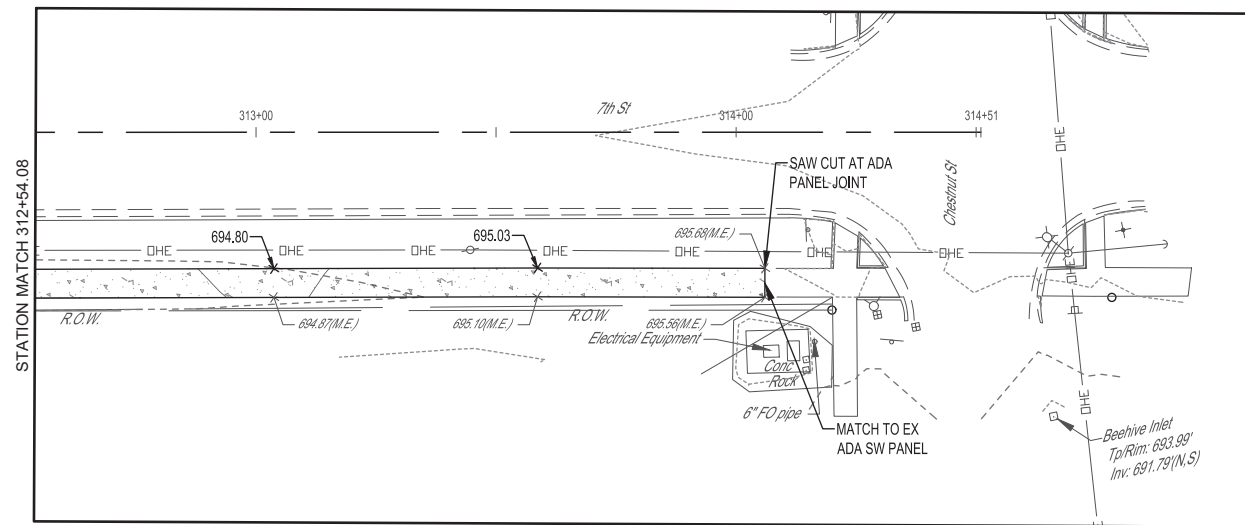 7th St
313+00
314+00
314+51
STATION MATCH 312+54.08
SAW CUT AT ADA
PANEL JOINT
Chestnut St
OHE
694.80
OHE
OHE
695.03
OHE
695.68(M.E.)
OHE
OHE
OHE
OHE
R.O.W.
694.87(M.E.)
695.10(M.E.)
R.O.W.
695.56(M.E.)
Electrical Equipment
Conc
Rock
6" FO pipe
MATCH TO EX
ADA SW PANEL
OHE
Beehive Inlet
Tp/Rim: 693.99'
Inv: 691.79'(N,S)